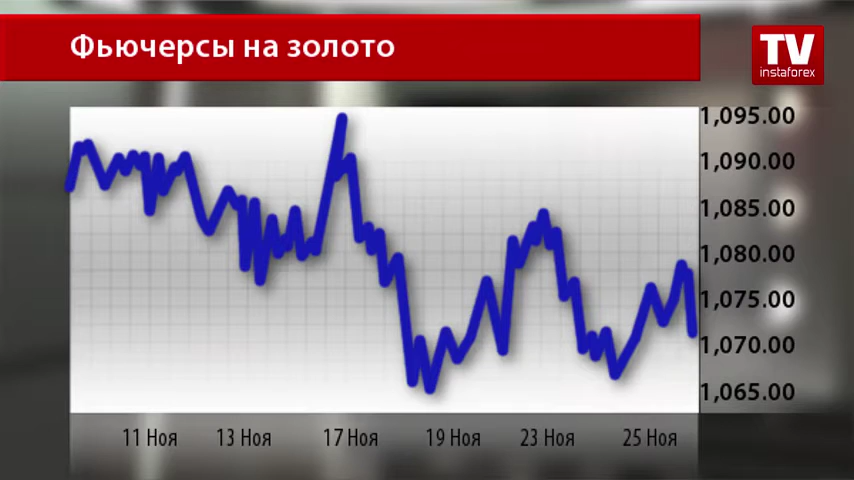 Фьючерсы на золото
TV
instaforex
1,095.00
1,090.00
1,085.00
1,080.00
1,075.00
1,070.00
1,065.00
11 Ноя 13 Ноя 17 Ноя 19 Ноя 23 Ноя 25 Ноя